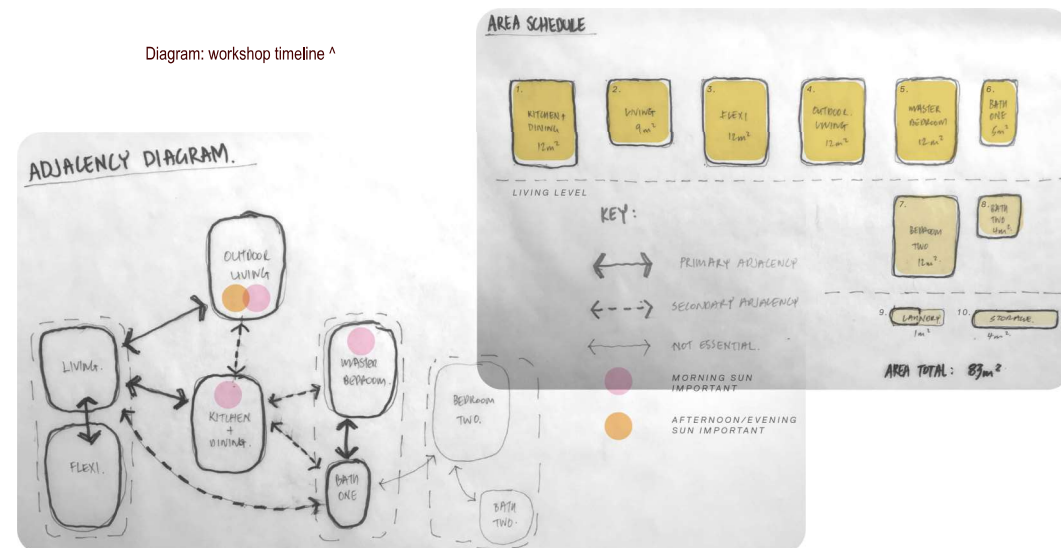 Diagram: workshop timeline ^
AREA SCHEDULE
1.
KITCHEN +
DINING
12m²
2.
LIVING
9m²
3.
FLEXI
12m²
4.
OUTDOOR
LIVING
12m²
5.
MASTER
BEDROOM
12m²
6.
BATH
ONE
LIVING LEVEL
7.
BEDROOM
TWO
12m²
8.
BATH
TWO
4m²
9.
LAUNDRY
1m²
10.
STORAGE
4m²
AREA TOTAL: 83m²
KEY:
PRIMARY ADJACENCY
SECONDARY ADJACENCY
NOT ESSENTIAL.
MORNING SUN
IMPORTANT
AFTERNOON/EVENING
SUN IMPORTANT
ADJACENCY DIAGRAM.
OUTDOOR
LIVING
LIVING.
FLEXI.
KITCHEN
+
DINING.
MASTER
BEDROOM.
BATH
ONE
BEDROOM
TWO.
BATH
TWO.